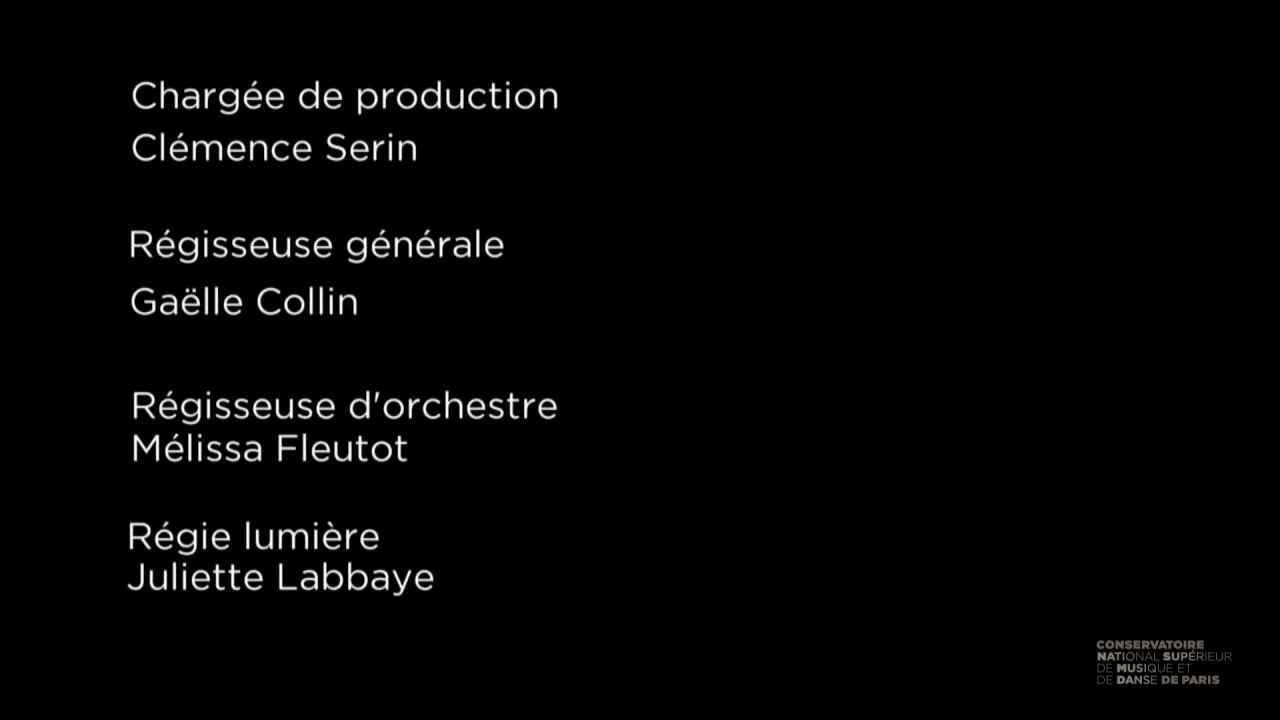 Chargée de production
Clémence Serin
Régisseuse générale
Gaëlle Collin
Régisseuse d'orchestre
Mélissa Fleutot
Régie lumière
Juliette Labbaye
CONSERVATOIRE
NATIONAL SUPÉRIEUR
DE MUSIQUE ET
DE DANSE DE PARIS